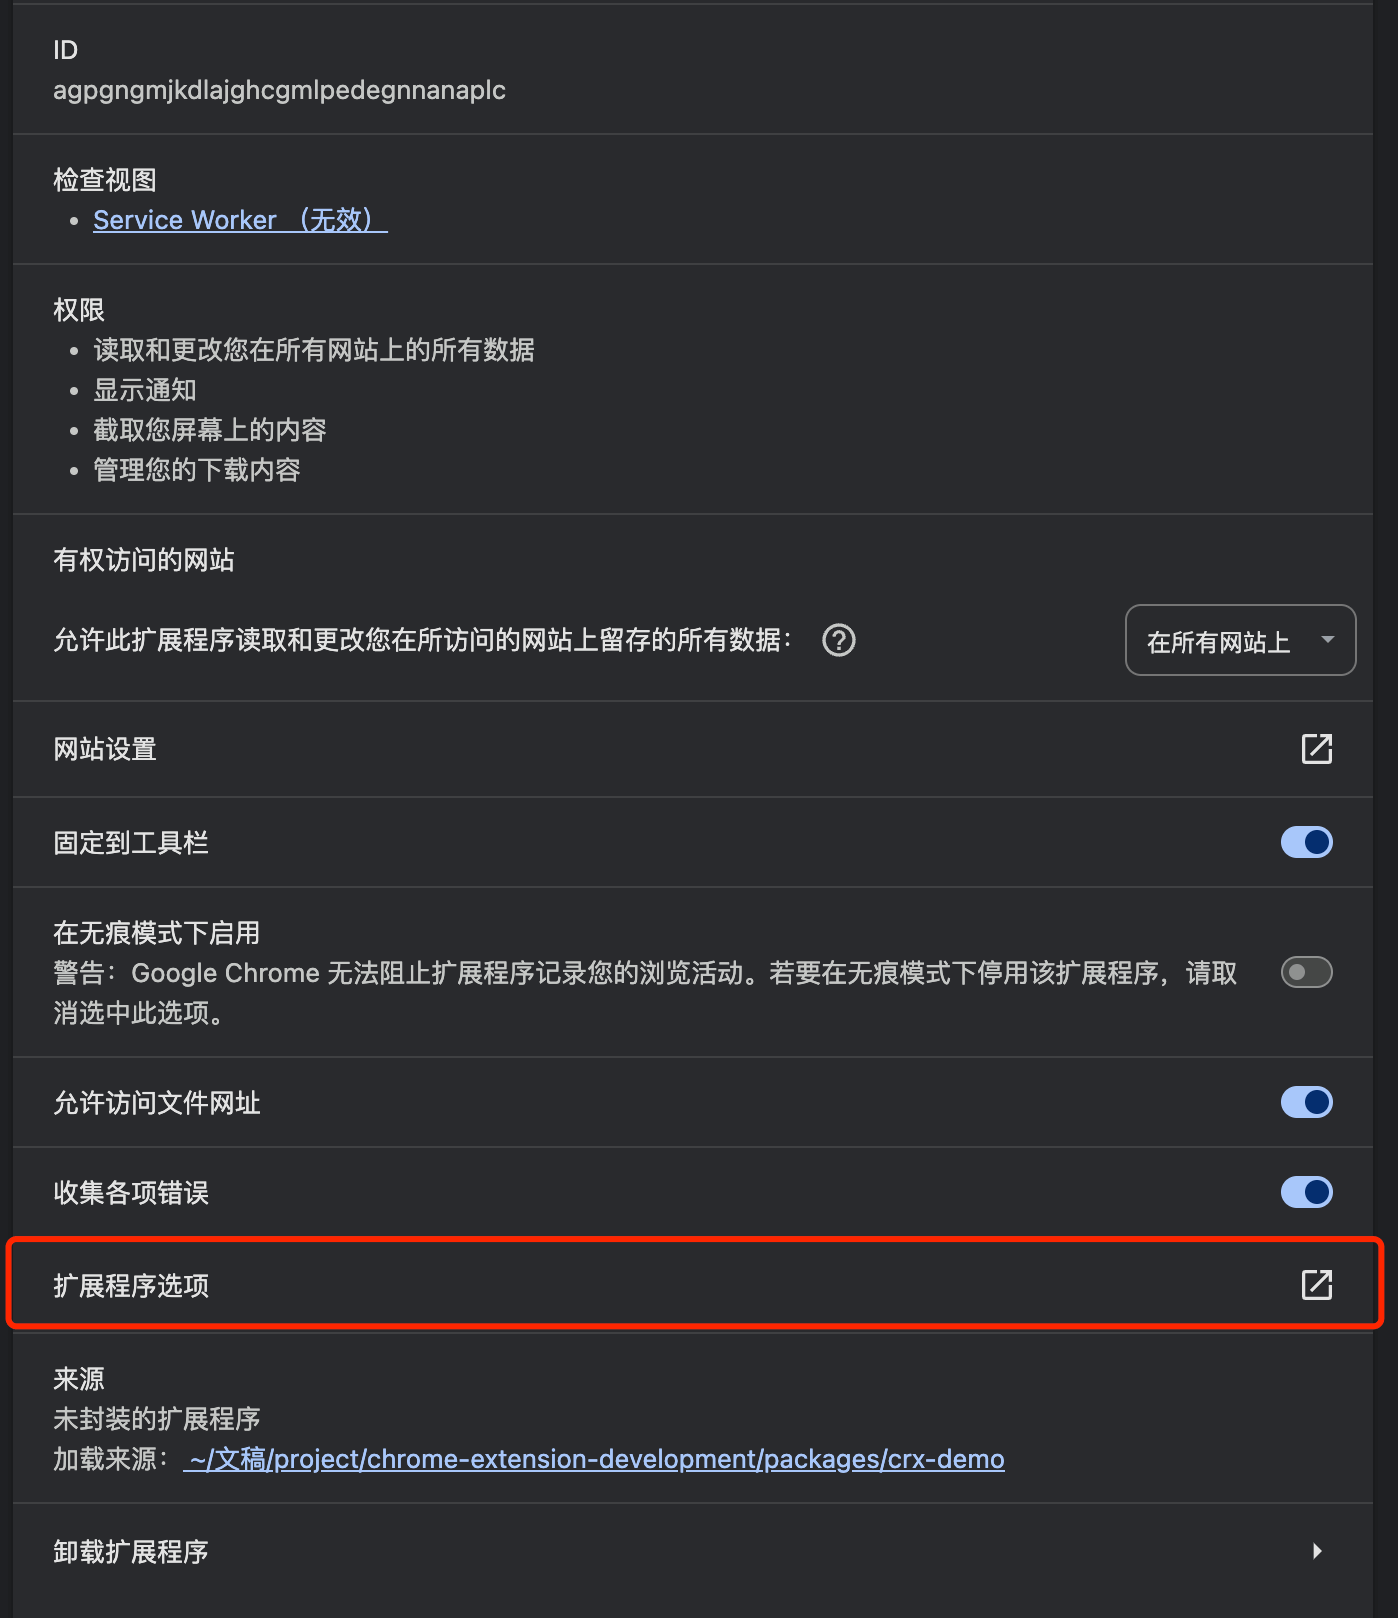 ID
agpgngmjkdlajghcgmlpedegnnanaplc
检查视图
Service Worker （无效）
权限
读取和更改您在所有网站上的所有数据
显示通知
截取您屏幕上的内容
管理您的下载内容
有权访问的网站
允许此扩展程序读取和更改您在所访问的网站上留存的所有数据：
在所有网站上
网站设置
固定到工具栏
在无痕模式下启用
警告：Google Chrome 无法阻止扩展程序记录您的浏览活动。若要在无痕模式下停用该扩展程序，请取
消选中此选项。
允许访问文件网址
收集各项错误
扩展程序选项
来源
未封装的扩展程序
加载来源： ~/文稿/project/chrome-extension-development/packages/crx-demo
卸载扩展程序